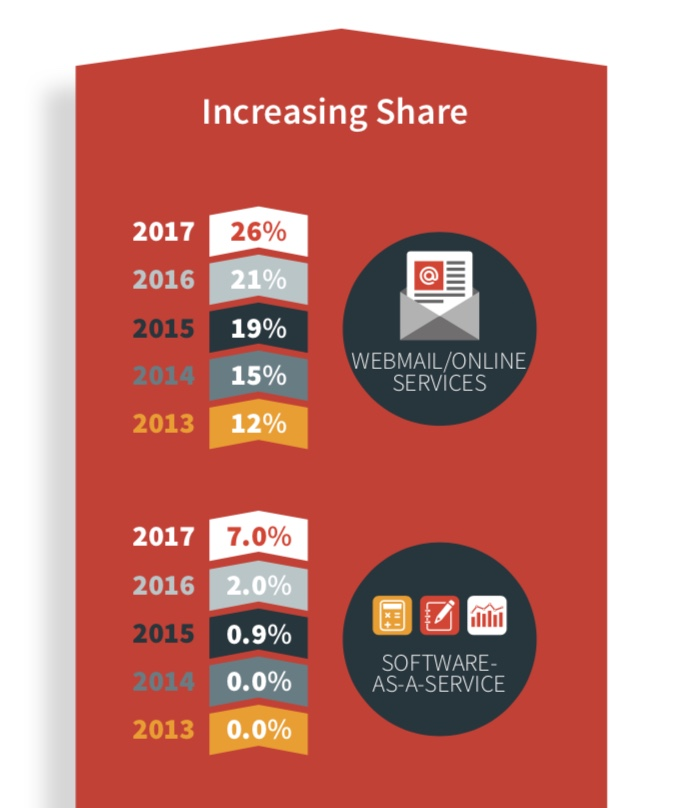 Increasing Share
2017 26%
2016 21%
2015 19%
2014 15%
2013 12%
@
WEBMAIL/ONLINE
SERVICES
2017 7.0%
2016 2.0%
2015 0.9%
2014 0.0%
2013 0.0%
SOFTWARE-
AS-A-SERVICE